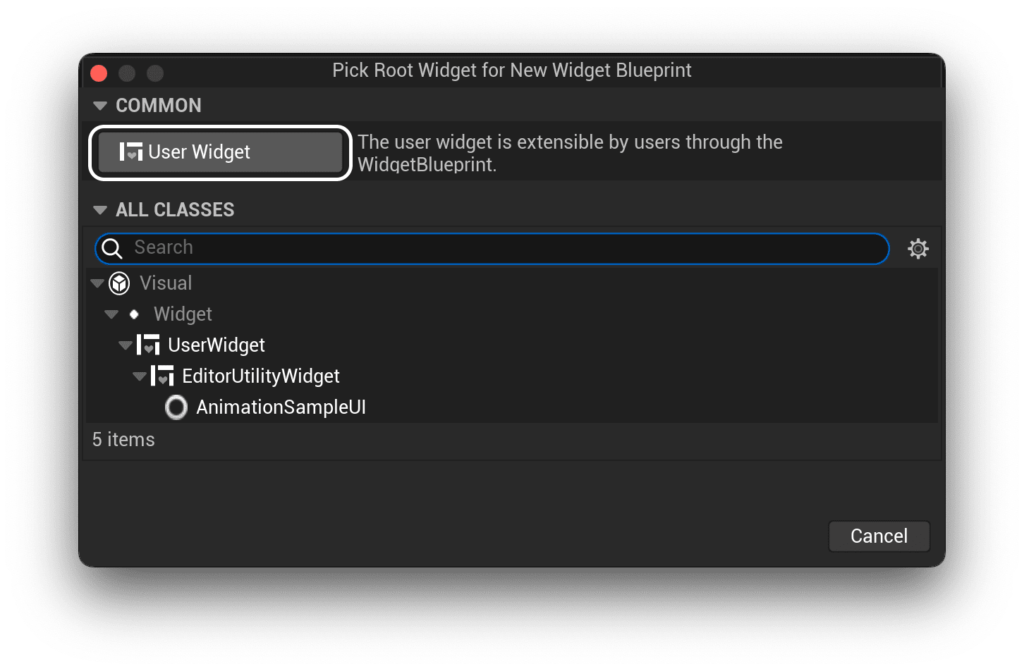 Pick Root Widget for New Widget Blueprint
COMMON
User Widget
The user widget is extensible by users through the
WidgetBlueprint.
ALL CLASSES
Search
Visual
Widget
UserWidget
EditorUtilityWidget
AnimationSampleUI
5 items
Cancel